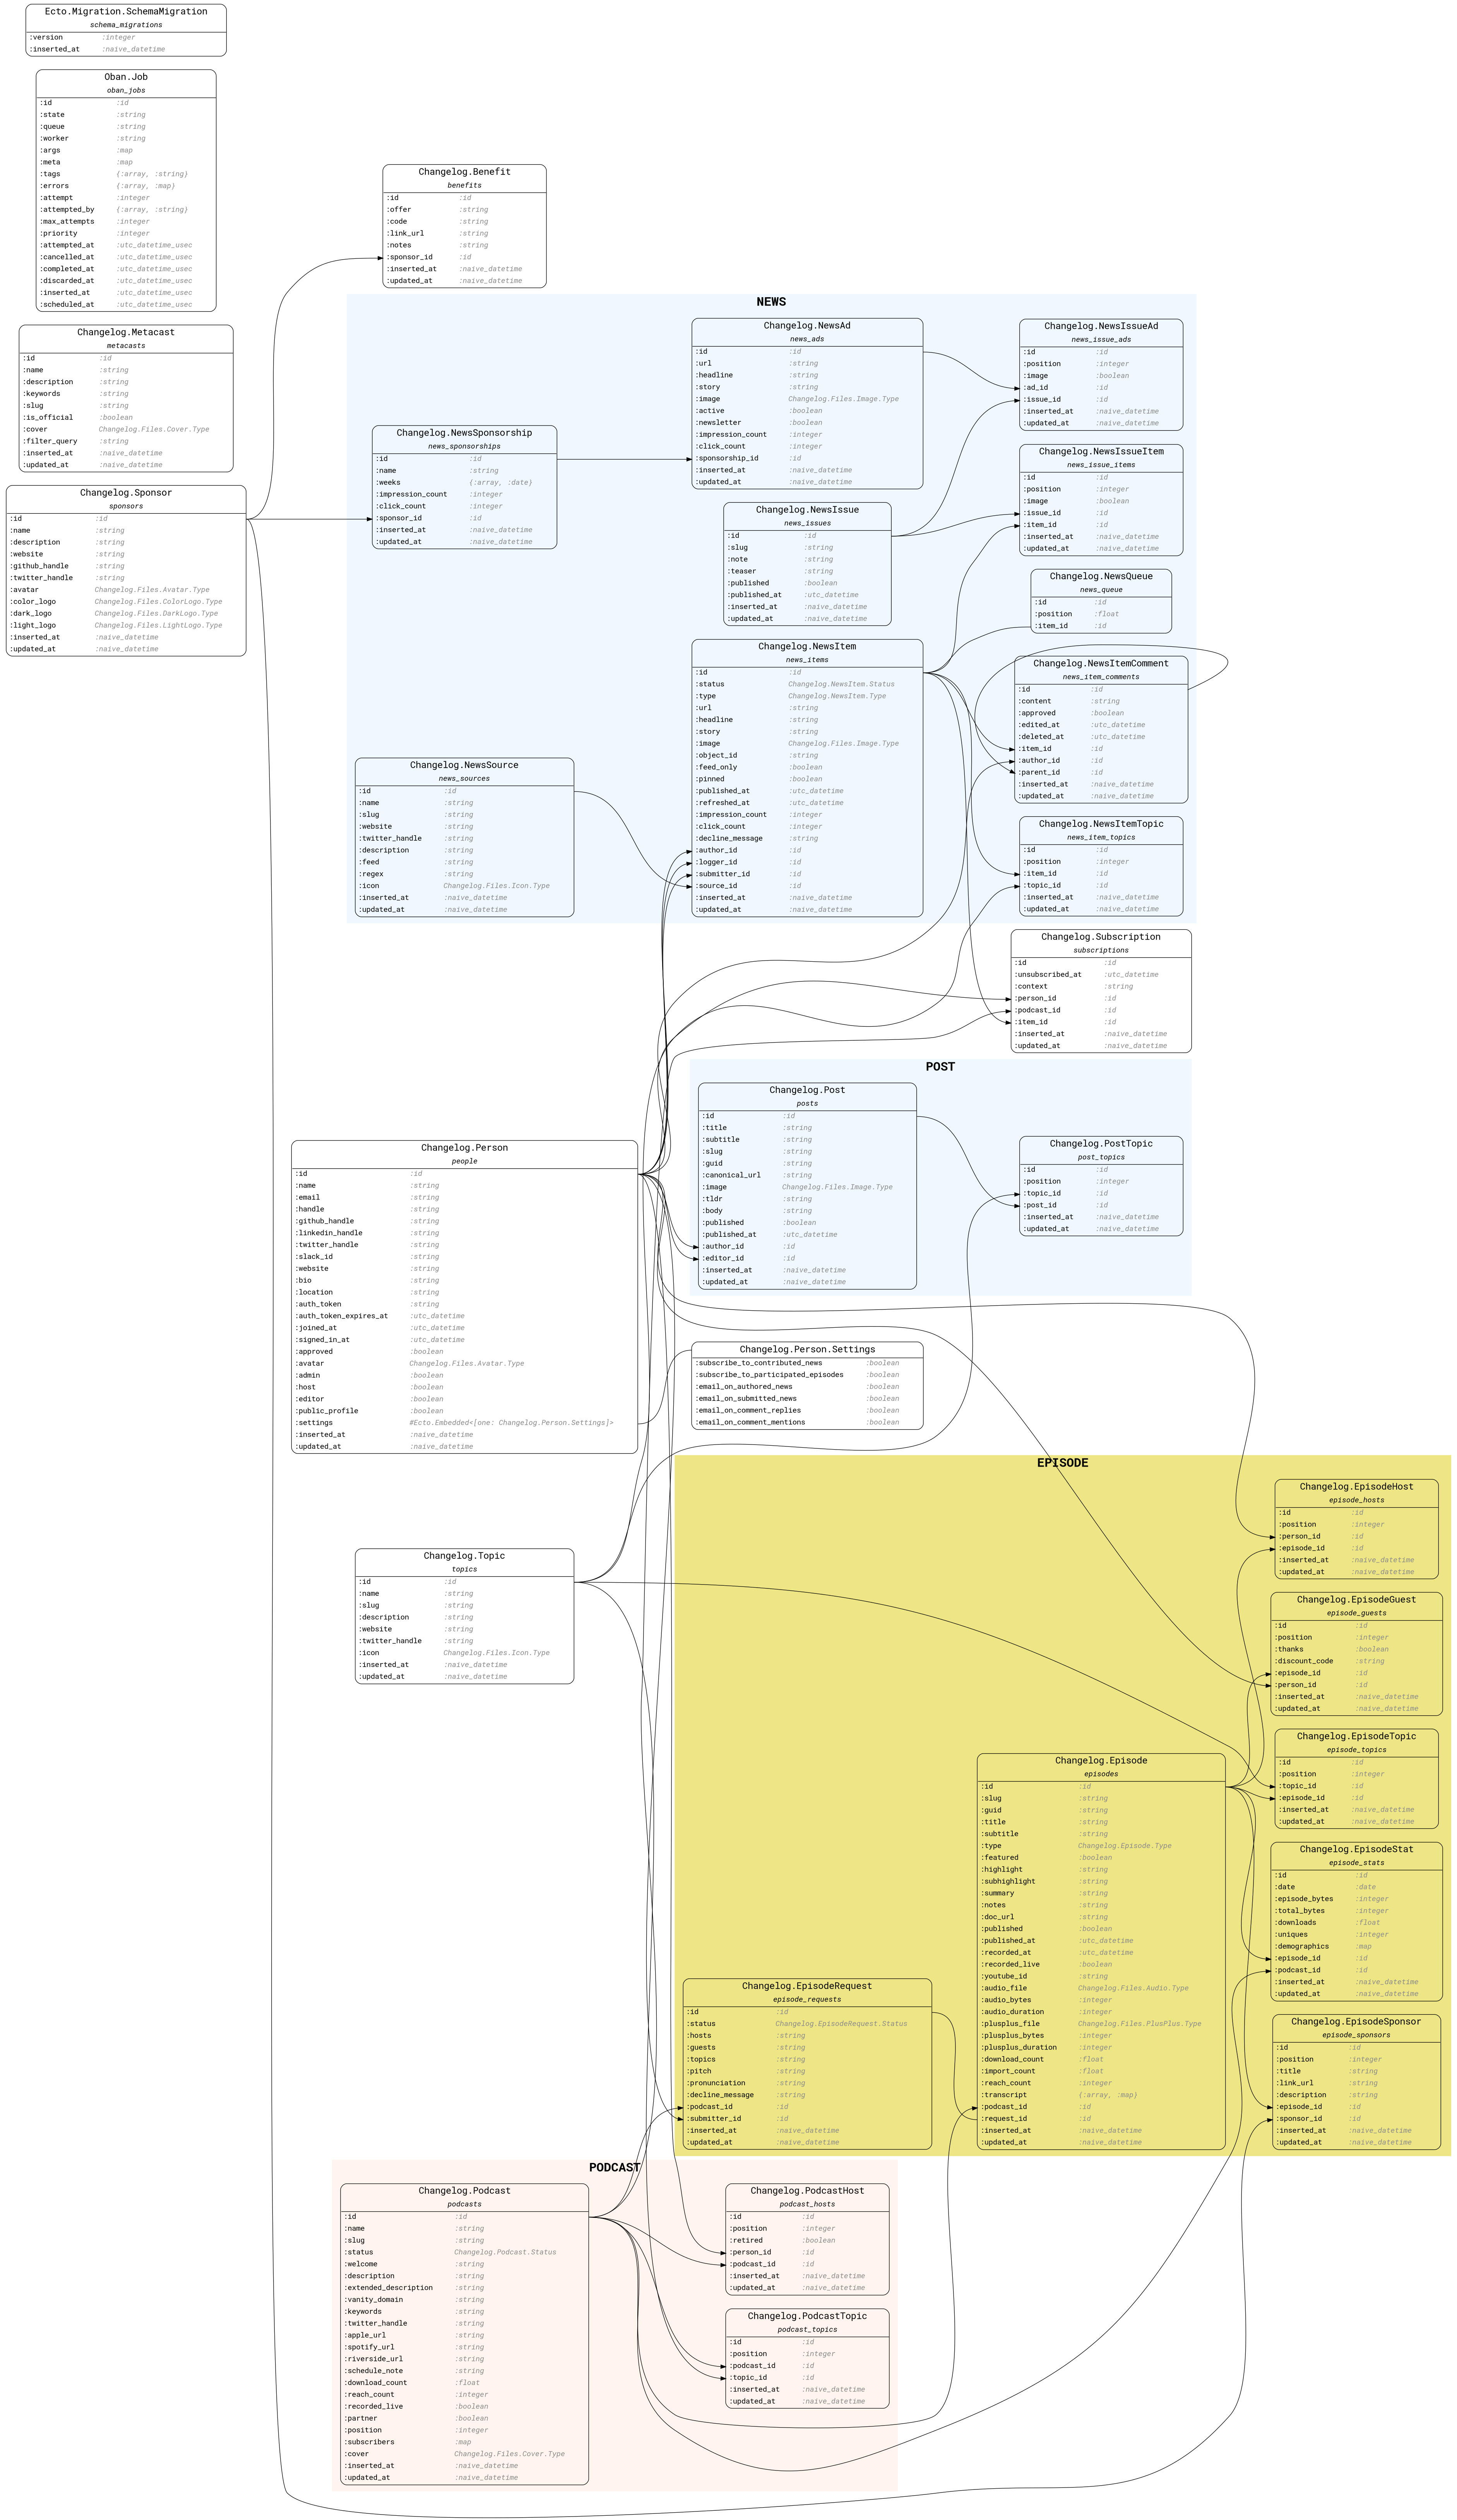 Ecto.Migration.SchemaMigration
schema_migrations
:version :integer
:inserted_at :naive_datetime
Oban.Job
oban_jobs
:id :id
:state :string
:queue :string
:worker :string
:args :map
:meta :map
:tags {:array, :string}
:errors {:array, :map}
:attempt :integer
:attempted_by {:array, :string}
:max_attempts :integer
:priority :integer
:attempted_at :utc_datetime_usec
:cancelled_at :utc_datetime_usec
:completed_at :utc_datetime_usec
:discarded_at :utc_datetime_usec
:inserted_at :utc_datetime_usec
:scheduled_at :utc_datetime_usec
Changelog.Metacast
metacasts
:id :id
:name :string
:description :string
:keywords :string
:slug :string
:is_official :boolean
:cover Changelog.Files.Cover.Type
:filter_query :string
:inserted_at :naive_datetime
:updated_at :naive_datetime
Changelog.Sponsor
sponsors
:id :id
:name :string
:description :string
:website :string
:github_handle :string
:twitter_handle :string
:avatar Changelog.Files.Avatar.Type
:color_logo Changelog.Files.ColorLogo.Type
:dark_logo Changelog.Files.DarkLogo.Type
:light_logo Changelog.Files.LightLogo.Type
:inserted_at :naive_datetime
:updated_at :naive_datetime
Changelog.Benefit
benefits
:id :id
:offer :string
:code :string
:link_url :string
:notes :string
:sponsor_id :id
:inserted_at :naive_datetime
:updated_at :naive_datetime
NEWS
Changelog.NewsSponsorship
news_sponsorships
:id :id
:name :string
:weeks {:array, :date}
:impression_count :integer
:click_count :integer
:sponsor_id :id
:inserted_at :naive_datetime
:updated_at :naive_datetime
Changelog.NewsSource
news_sources
:id :id
:name :string
:slug :string
:website :string
:twitter_handle :string
:description :string
:feed :string
:regex :string
:icon Changelog.Files.Icon.Type
:inserted_at :naive_datetime
:updated_at :naive_datetime
Changelog.NewsAd
news_ads
:id :id
:url :string
:headline :string
:story :string
:image Changelog.Files.Image.Type
:active :boolean
:newsletter :boolean
:impression_count :integer
:click_count :integer
:sponsorship_id :id
:inserted_at :naive_datetime
:updated_at :naive_datetime
Changelog.NewsIssue
news_issues
:id :id
:slug :string
:note :string
:teaser :string
:published :boolean
:published_at :utc_datetime
:inserted_at :naive_datetime
:updated_at :naive_datetime
Changelog.NewsItem
news_items
:id :id
:status Changelog.NewsItem.Status
:type Changelog.NewsItem.Type
:url :string
:headline :string
:story :string
:image Changelog.Files.Image.Type
:object_id :string
:feed_only :boolean
:pinned :boolean
:published_at :utc_datetime
:refreshed_at :utc_datetime
:impression_count :integer
:click_count :integer
:decline_message :string
:author_id :id
:logger_id :id
:submitter_id :id
:source_id :id
:inserted_at :naive_datetime
:updated_at :naive_datetime
Changelog.NewsIssueAd
news_issue_ads
:id :id
:position :integer
:image :boolean
:ad_id :id
:issue_id :id
:inserted_at :naive_datetime
:updated_at :naive_datetime
Changelog.NewsIssueItem
news_issue_items
:id :id
:position :integer
:image :boolean
:issue_id :id
:item_id :id
:inserted_at :naive_datetime
:updated_at :naive_datetime
Changelog.NewsQueue
news_queue
:id :id
:position :float
:item_id :id
Changelog.NewsItemComment
news_item_comments
:id :id
:content :string
:approved :boolean
:edited_at :utc_datetime
:deleted_at :utc_datetime
:item_id :id
:author_id :id
:parent_id :id
:inserted_at :naive_datetime
:updated_at :naive_datetime
Changelog.NewsItemTopic
news_item_topics
:id :id
:position :integer
:item_id :id
:topic_id :id
:inserted_at :naive_datetime
:updated_at :naive_datetime
Changelog.Subscription
subscriptions
:id :id
:unsubscribed_at :utc_datetime
:context :string
:person_id :id
:podcast_id :id
:item_id :id
:inserted_at :naive_datetime
:updated_at :naive_datetime
Changelog.Person
people
:id :id
:name :string
:email :string
:handle :string
:github_handle :string
:linkedin_handle :string
:twitter_handle :string
:slack_id :string
:website :string
:bio :string
:location :string
:auth_token :string
:auth_token_expires_at :utc_datetime
:joined_at :utc_datetime
:signed_in_at :utc_datetime
:approved :boolean
:avatar Changelog.Files.Avatar.Type
:admin :boolean
:host :boolean
:editor :boolean
:public_profile :boolean
:settings #Ecto.Embedded<[one: Changelog.Person.Settings]>
:inserted_at :naive_datetime
:updated_at :naive_datetime
POST
Changelog.Post
posts
:id :id
:title :string
:subtitle :string
:slug :string
:guid :string
:canonical_url :string
:image Changelog.Files.Image.Type
:tldr :string
:body :string
:published :boolean
:published_at :utc_datetime
:author_id :id
:editor_id :id
:inserted_at :naive_datetime
:updated_at :naive_datetime
Changelog.PostTopic
post_topics
:id :id
:position :integer
:topic_id :id
:post_id :id
:inserted_at :naive_datetime
:updated_at :naive_datetime
Changelog.Person.Settings
:subscribe_to_contributed_news :boolean
:subscribe_to_participated_episodes :boolean
:email_on_authored_news :boolean
:email_on_submitted_news :boolean
:email_on_comment_replies :boolean
:email_on_comment_mentions :boolean
Changelog.Topic
topics
:id :id
:name :string
:slug :string
:description :string
:website :string
:twitter_handle :string
:icon Changelog.Files.Icon.Type
:inserted_at :naive_datetime
:updated_at :naive_datetime
EPISODE
Changelog.EpisodeRequest
episode_requests
:id :id
:status Changelog.EpisodeRequest.Status
:hosts :string
:guests :string
:topics :string
:pitch :string
:pronunciation :string
:decline_message :string
:podcast_id :id
:submitter_id :id
:inserted_at :naive_datetime
:updated_at :naive_datetime
Changelog.Episode
episodes
:id :id
:slug :string
:guid :string
:title :string
:subtitle :string
:type Changelog.Episode.Type
:featured :boolean
:highlight :string
:subhighlight :string
:summary :string
:notes :string
:doc_url :string
:published :boolean
:published_at :utc_datetime
:recorded_at :utc_datetime
:recorded_live :boolean
:youtube_id :string
:audio_file Changelog.Files.Audio.Type
:audio_bytes :integer
:audio_duration :integer
:plusplus_file Changelog.Files.PlusPlus.Type
:plusplus_bytes :integer
:plusplus_duration :integer
:download_count :float
:import_count :float
:reach_count :integer
:transcript {:array, :map}
:podcast_id :id
:request_id :id
:inserted_at :naive_datetime
:updated_at :naive_datetime
Changelog.EpisodeHost
episode_hosts
:id :id
:position :integer
:person_id :id
:episode_id :id
:inserted_at :naive_datetime
:updated_at :naive_datetime
Changelog.EpisodeGuest
episode_guests
:id :id
:position :integer
:thanks :boolean
:discount_code :string
:episode_id :id
:person_id :id
:inserted_at :naive_datetime
:updated_at :naive_datetime
Changelog.EpisodeTopic
episode_topics
:id :id
:position :integer
:topic_id :id
:episode_id :id
:inserted_at :naive_datetime
:updated_at :naive_datetime
Changelog.EpisodeStat
episode_stats
:id :id
:date :date
:episode_bytes :integer
:total_bytes :integer
:downloads :float
:uniques :integer
:demographics :map
:episode_id :id
:podcast_id :id
:inserted_at :naive_datetime
:updated_at :naive_datetime
Changelog.EpisodeSponsor
episode_sponsors
:id :id
:position :integer
:title :string
:link_url :string
:description :string
:episode_id :id
:sponsor_id :id
:inserted_at :naive_datetime
:updated_at :naive_datetime
PODCAST
Changelog.Podcast
podcasts
:id :id
:name :string
:slug :string
:status Changelog.Podcast.Status
:welcome :string
:description :string
:extended_description :string
:vanity_domain :string
:keywords :string
:twitter_handle :string
:apple_url :string
:spotify_url :string
:riverside_url :string
:schedule_note :string
:download_count :float
:reach_count :integer
:recorded_live :boolean
:partner :boolean
:position :integer
:subscribers :map
:cover Changelog.Files.Cover.Type
:inserted_at :naive_datetime
:updated_at :naive_datetime
Changelog.PodcastHost
podcast_hosts
:id :id
:position :integer
:retired :boolean
:person_id :id
:podcast_id :id
:inserted_at :naive_datetime
:updated_at :naive_datetime
Changelog.PodcastTopic
podcast_topics
:id :id
:position :integer
:podcast_id :id
:topic_id :id
:inserted_at :naive_datetime
:updated_at :naive_datetime